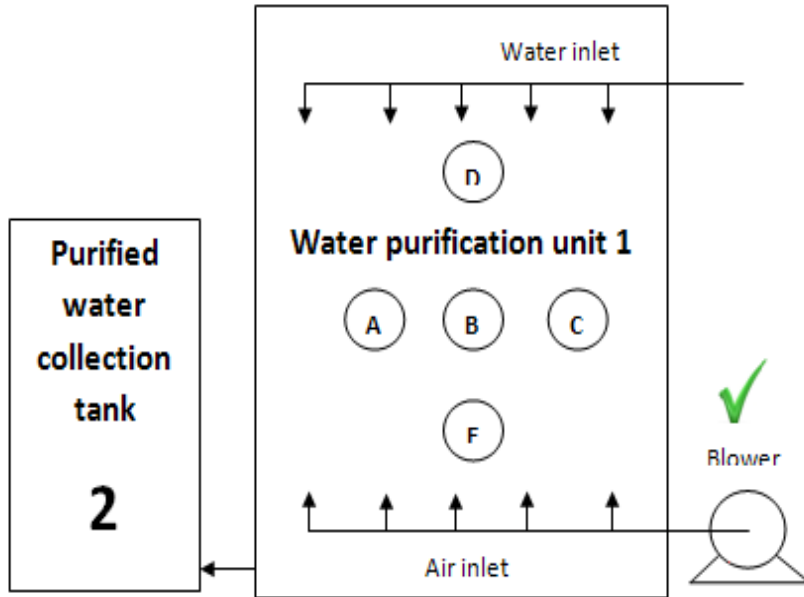 Water inlet
D
Water purification unit 1
Purified
water
collection
tank
2
A B C
F
Blower
Air inlet